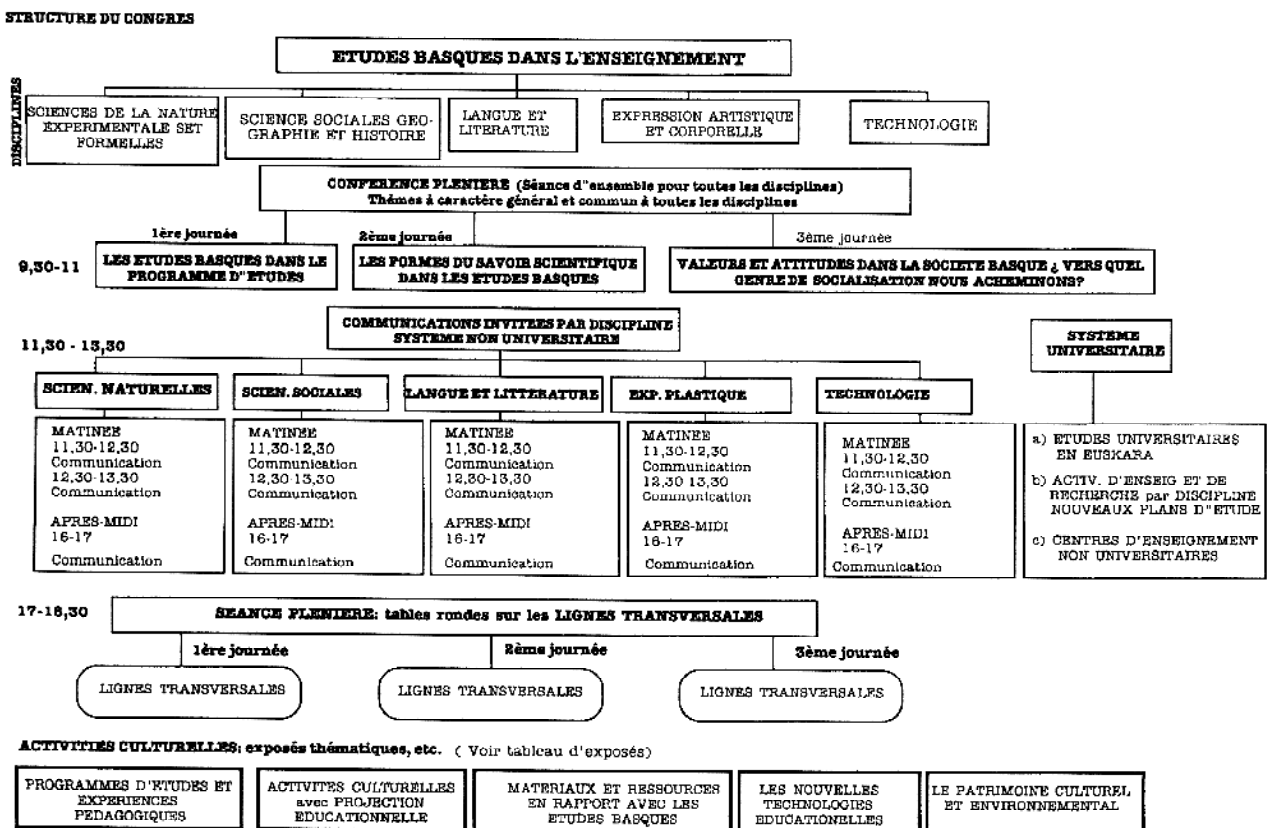 STRUCTURE DU CONGRES
ETUDES BASQUES DANS L'ENSEIGNEMENT
DISCIPLINES
SCIENCES DE LA NATURE
EXPERIMENTALE SET
FORMELLES
SCIENCE SOCIALES GEO-
GRAPHIE ET HISTOIRE
LANGUE ET
LITERATURE
EXPRESSION ARTISTIQUE
ET CORPORELLE
TECHNOLOGIE
CONFERENCE PLENIERE (Séance d"ensemble pour toutes les disciplines)
Thémes à caractère général et commun à toutes les disciplines
1ère journée
2ème journée
3ème journée
9,30-11
LES ETUDES BASQUES DANS LE
PROGRAMME D"ETUDES
LES FORMES DU SAVOIR SCIENTIFIQUE
DANS LES ETUDES BASQUES
VALEURS ET ATTITUDES DANS LA SOCIETE BASQUE ¿ VERS QUEL
GENRE DE SOCIALISATION NOUS ACHEMINONS?
COMMUNICATIONS INVITEES PAR DISCIPLINE
SYSTEME NON UNIVERSITAIRE
SYSTEME
UNIVERSITAIRE
11,30 - 13,30
SCIEN. NATURELLES
SCIEN. SOCIALES
LANGUE ET LITTERATURE
EXP. PLASTIQUE
TECHNOLOGIE
MATINEE
11,30-12,30
Communication
12,30-13,30
Communication
APRES-MIDI
16-17
Communication
MATINEE
11,30-12,30
Communication
12,30-13,30
Communication
APRES-MIDI
16-17
Communication
MATINEE
11,30-12,30
Communication
12,30-13,30
Communication
APRES-MIDI
16-17
Communication
MATINEE
11,30-12,30
Communication
12,30 13,30
Communication
APRES-MIDI
16-17
Communication
MATINEE
11,30-12,30
Communication
12,30-13,30
Communication
APRES-MIDI
16-17
Communication
a) ETUDES UNIVERSITAIRES
EN EUSKARA
b) ACTIV. D'ENSEIG ET DE
RECHERCHE par DISCIPLINE
NOUVEAUX PLANS D"ETUDE
c) CENTRES D'ENSEIGNEMENT
NON UNIVERSITAIRES
17-18,30
SEANCE PLENIERE: tables rondes sur les LIGNES TRANSVERSALES
1ère journée
2ème journée
3ème journée
LIGNES TRANSVERSALES
LIGNES TRANSVERSALES
LIGNES TRANSVERSALES
ACTIVITIES CULTURELLES: exposés thématiques, etc. ( Voir tableau d'exposés)
PROGRAMMES D'ETUDES ET
EXPERIENCES
PEDAGOGIQUES
ACTIVITES CULTURELLES
avec PROJECTION
EDUCATIONNELLE
MATERIAUX ET RESSOURCES
EN RAPPORT AVEC LES
ETUDES BASQUES
LES NOUVELLES
TECHNOLOGIES
EDUCATIONELLES
LE PATRIMOINE CULTUREL
ET ENVIRONNEMENTAL